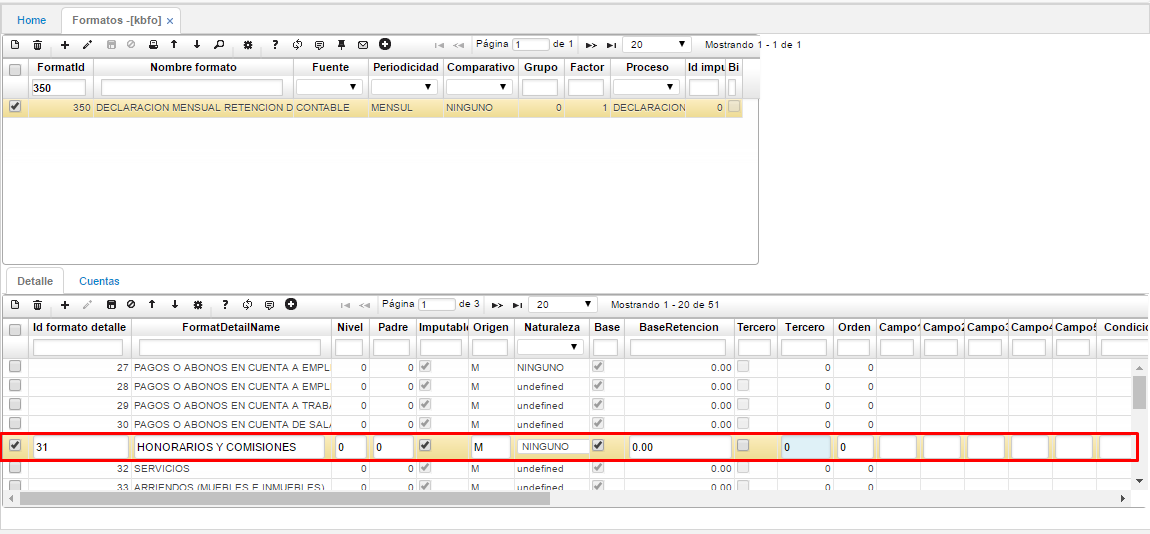 Home Formatos -[kbfo] ×
Página 1 de 1 20 Mostrando 1 - 1 de 1
FormatId Nombre formato Fuente Periodicidad Comparativo Grupo Factor Proceso Id impu Bi
350
350 DECLARACION MENSUAL RETENCION D CONTABLE MENSUL NINGUNO 0 1 DECLARACION 0
Detalle Cuentas
Página 1 de 3 20 Mostrando 1 - 20 de 51
Id formato detalle FormatDetailName Nivel Padre Imputable Origen Naturaleza Base BaseRetencion Tercero Tercero Orden Campo1 Campo2 Campo3 Campo4 Campo5 Condicio
27 PAGOS O ABONOS EN CUENTA A EMPL 0 0 M NINGUNO 0.00 0 0
28 PAGOS O ABONOS EN CUENTA A EMPL 0 0 M undefined 0.00 0 0
29 PAGOS O ABONOS EN CUENTA A TRABA 0 0 M undefined 0.00 0 0
30 PAGOS O ABONOS EN CUENTA DE SALA 0 0 M undefined 0.00 0 0
31 HONORARIOS Y COMISIONES 0 0 M NINGUNO 0.00 0 0
32 SERVICIOS 0 0 M undefined 0.00 0 0
33 ARRIENDOS (MUEBLES E INMUEBLES) 0 0 M undefined 0.00 0 0